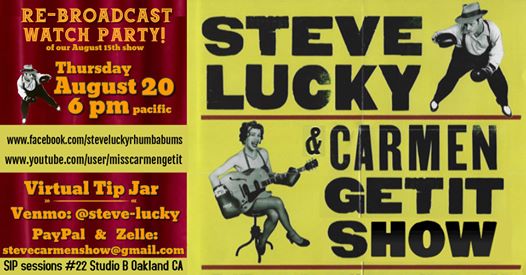 RE-BROADCAST
WATCH PARTY!
of our August 15th show
Thursday
August 20
6 pm pacific
www.facebook.com/steveluckyrhumbabums
www.youtube.com/user/misscarmengetit
Virtual Tip Jar
Venmo: @steve-lucky
PayPal & Zelle:
stevecarmenshow@gmail.com
SIP sessions #22 Studio B Oakland CA
STEVE
LUCKY
& CARMEN
GETIT
SHOW